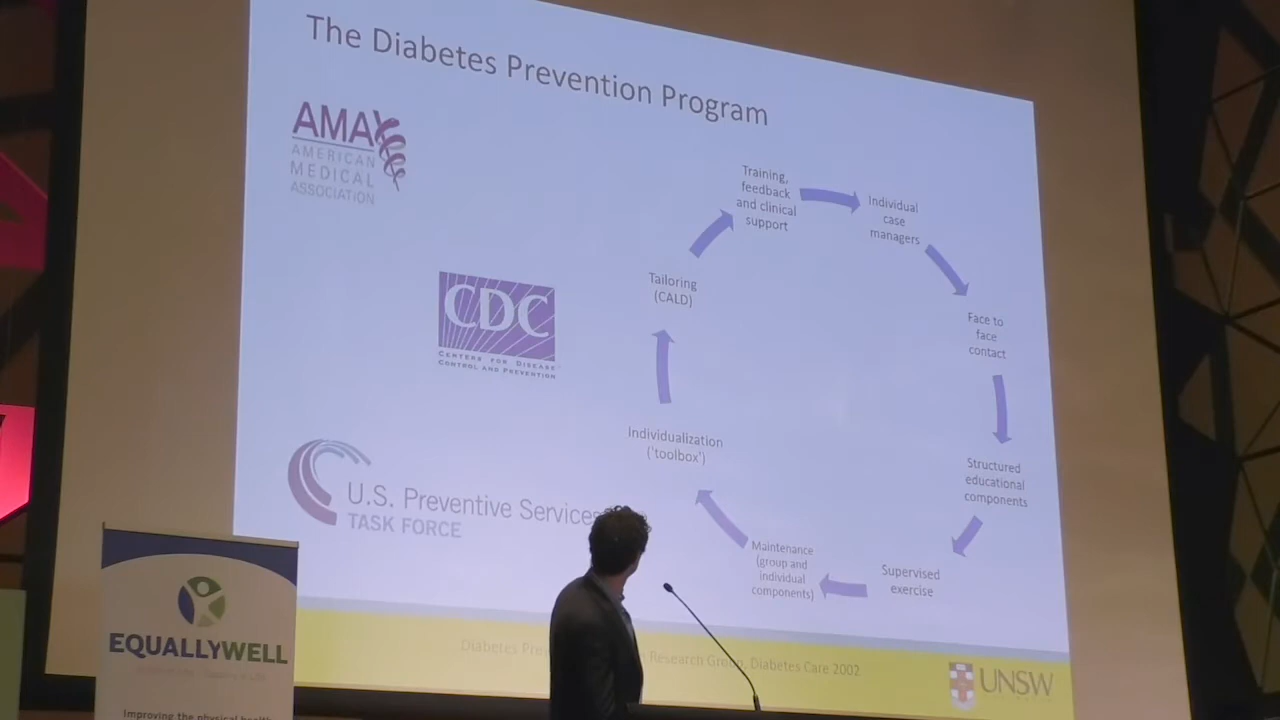 The Diabetes Prevention Program
AMA
AMERICAN
MEDICAL
ASSOCIATION
CDC
CENTERS FOR DISEASE
CONTROL AND PREVENTION
U.S. Preventive Services
TASK FORCE
Training,
feedback
and clinical
support
Individual
case
managers
Face to
face
contact
Structured
educational
components
Supervised
exercise
Maintenance
(group and
individual
components)
Individualization
('toolbox')
Tailoring
(CALD)
Diabetes
Research Group, Diabetes Care 2002
UNSW
EQUALLYWELL
Improving the physical health